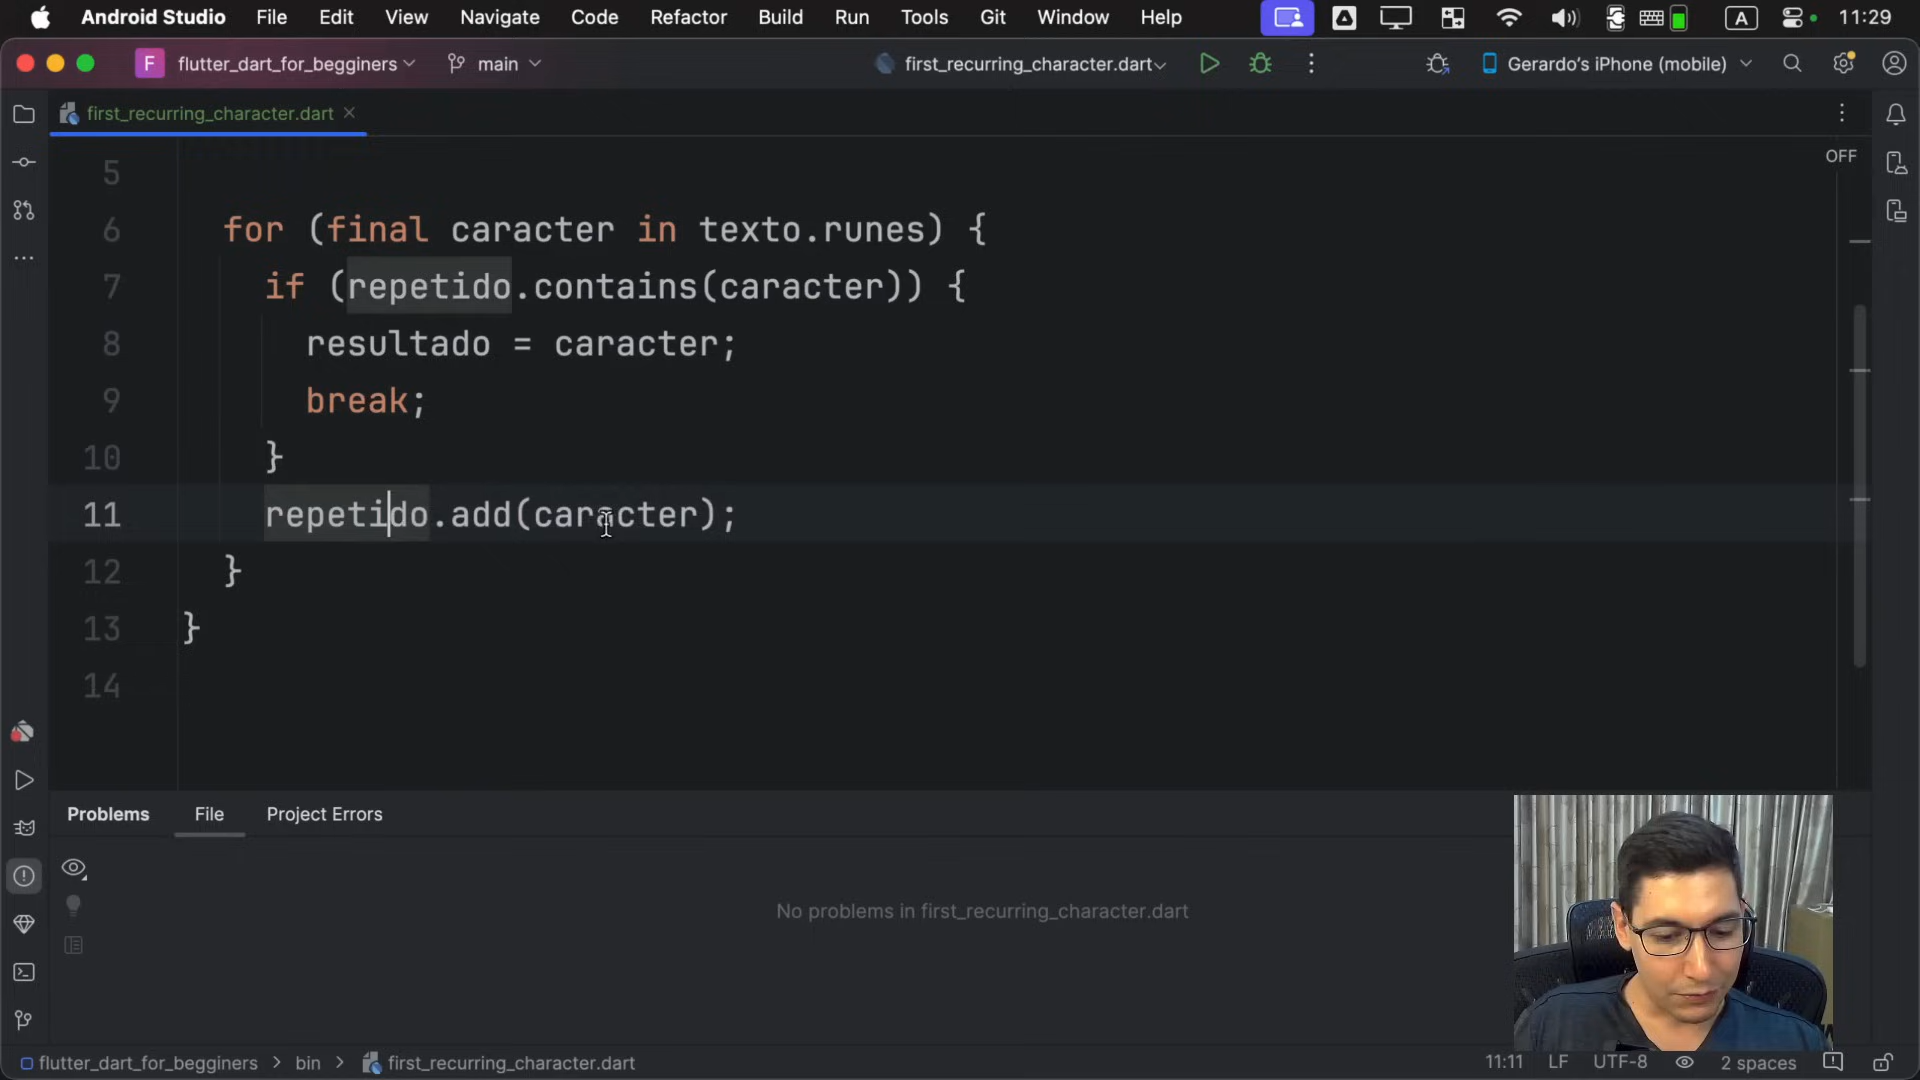 Android Studio File Edit View Navigate Code Refactor Build Run Tools Git Window Help A 11:29
F flutter_dart_for_begginers main first_recurring_character.dart Gerardo's iPhone (mobile)
first_recurring_character.dart
OFF
5
6 for (final caracter in texto.runes) {
7 if (repetido.contains(caracter)) {
8 resultado = caracter;
9 break;
10 }
11 repetido.add(caracter);
12 }
13 }
14
Problems File Project Errors
No problems in first_recurring_character.dart
flutter_dart_for_begginers > bin > first_recurring_character.dart 11:11 LF UTF-8 2 spaces